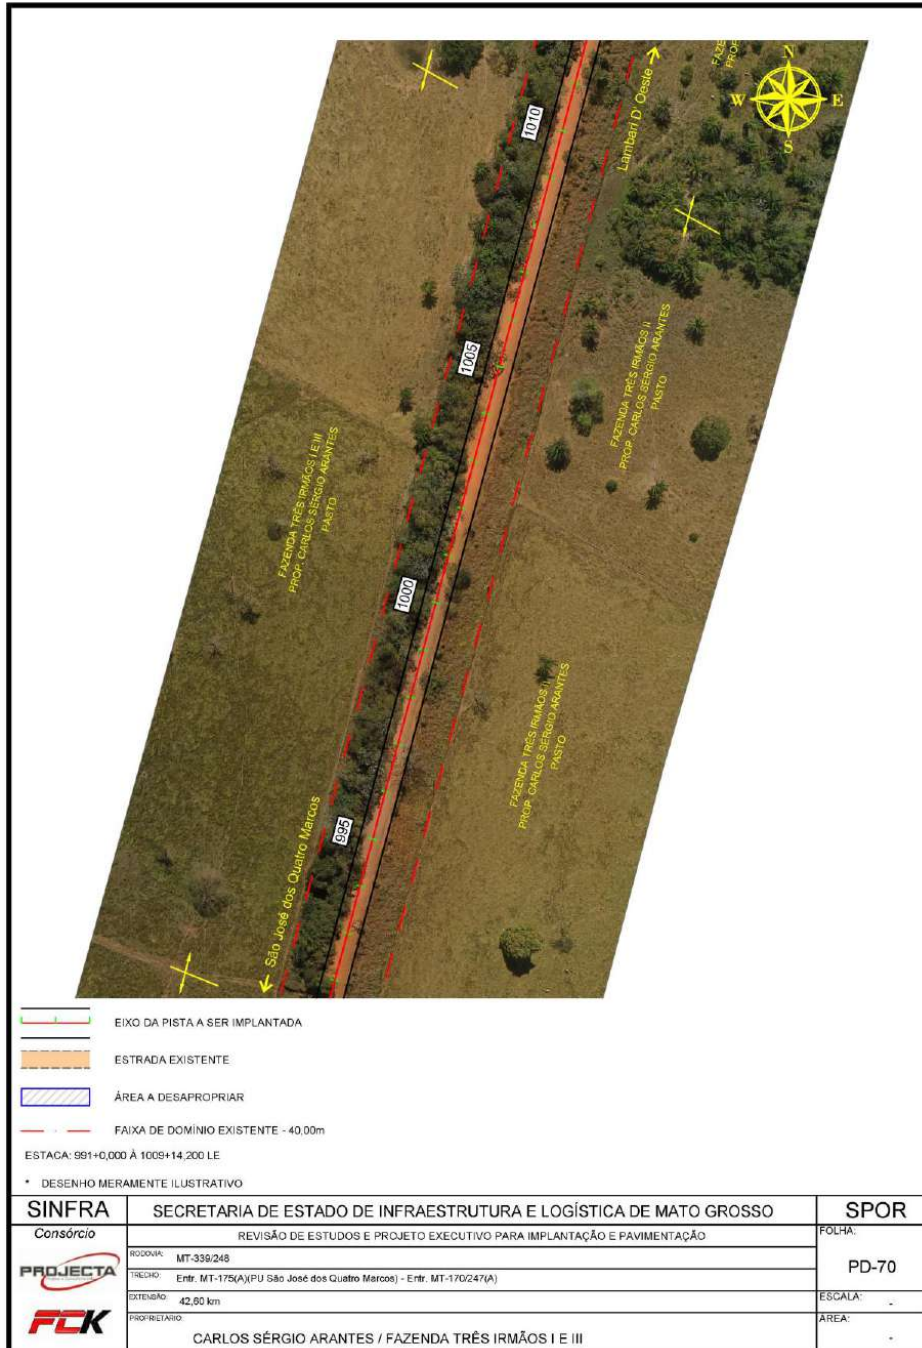 N
W
E
S
FAZE
PROP
Lambari D' Oeste
1010
1005
1000
995
FAZENDA TRÊS IRMÃOS II
PROP. CARLOS SÉRGIO ARANTES
PASTO
FAZENDA TRÊS IRMÃOS I E III
PROP. CARLOS SÉRGIO ARANTES
PASTO
FAZENDA TRÊS IRMÃOS II
PROP. CARLOS SÉRGIO ARANTES
PASTO
São José dos Quatro Marcos
EIXO DA PISTA A SER IMPLANTADA
ESTRADA EXISTENTE
ÁREA A DESAPROPRIAR
FAIXA DE DOMÍNIO EXISTENTE - 40,00m
ESTACA: 991+0,000 À 1009+14,200 LE
* DESENHO MERAMENTE ILUSTRATIVO
SINFRA
SECRETARIA DE ESTADO DE INFRAESTRUTURA E LOGÍSTICA DE MATO GROSSO
SPOR
Consórcio
REVISÃO DE ESTUDOS E PROJETO EXECUTIVO PARA IMPLANTAÇÃO E PAVIMENTAÇÃO
FOLHA:
PD-70
PROJECTA
RODOVIA: MT-339/248
TRECHO: Entr. MT-175(A)(PU São José dos Quatro Marcos) - Entr. MT-170/247(A)
EXTENSÃO: 42,60 km
ESCALA: -
FCK
PROPRIETÁRIO:
CARLOS SÉRGIO ARANTES / FAZENDA TRÊS IRMÃOS I E III
ÁREA:
-